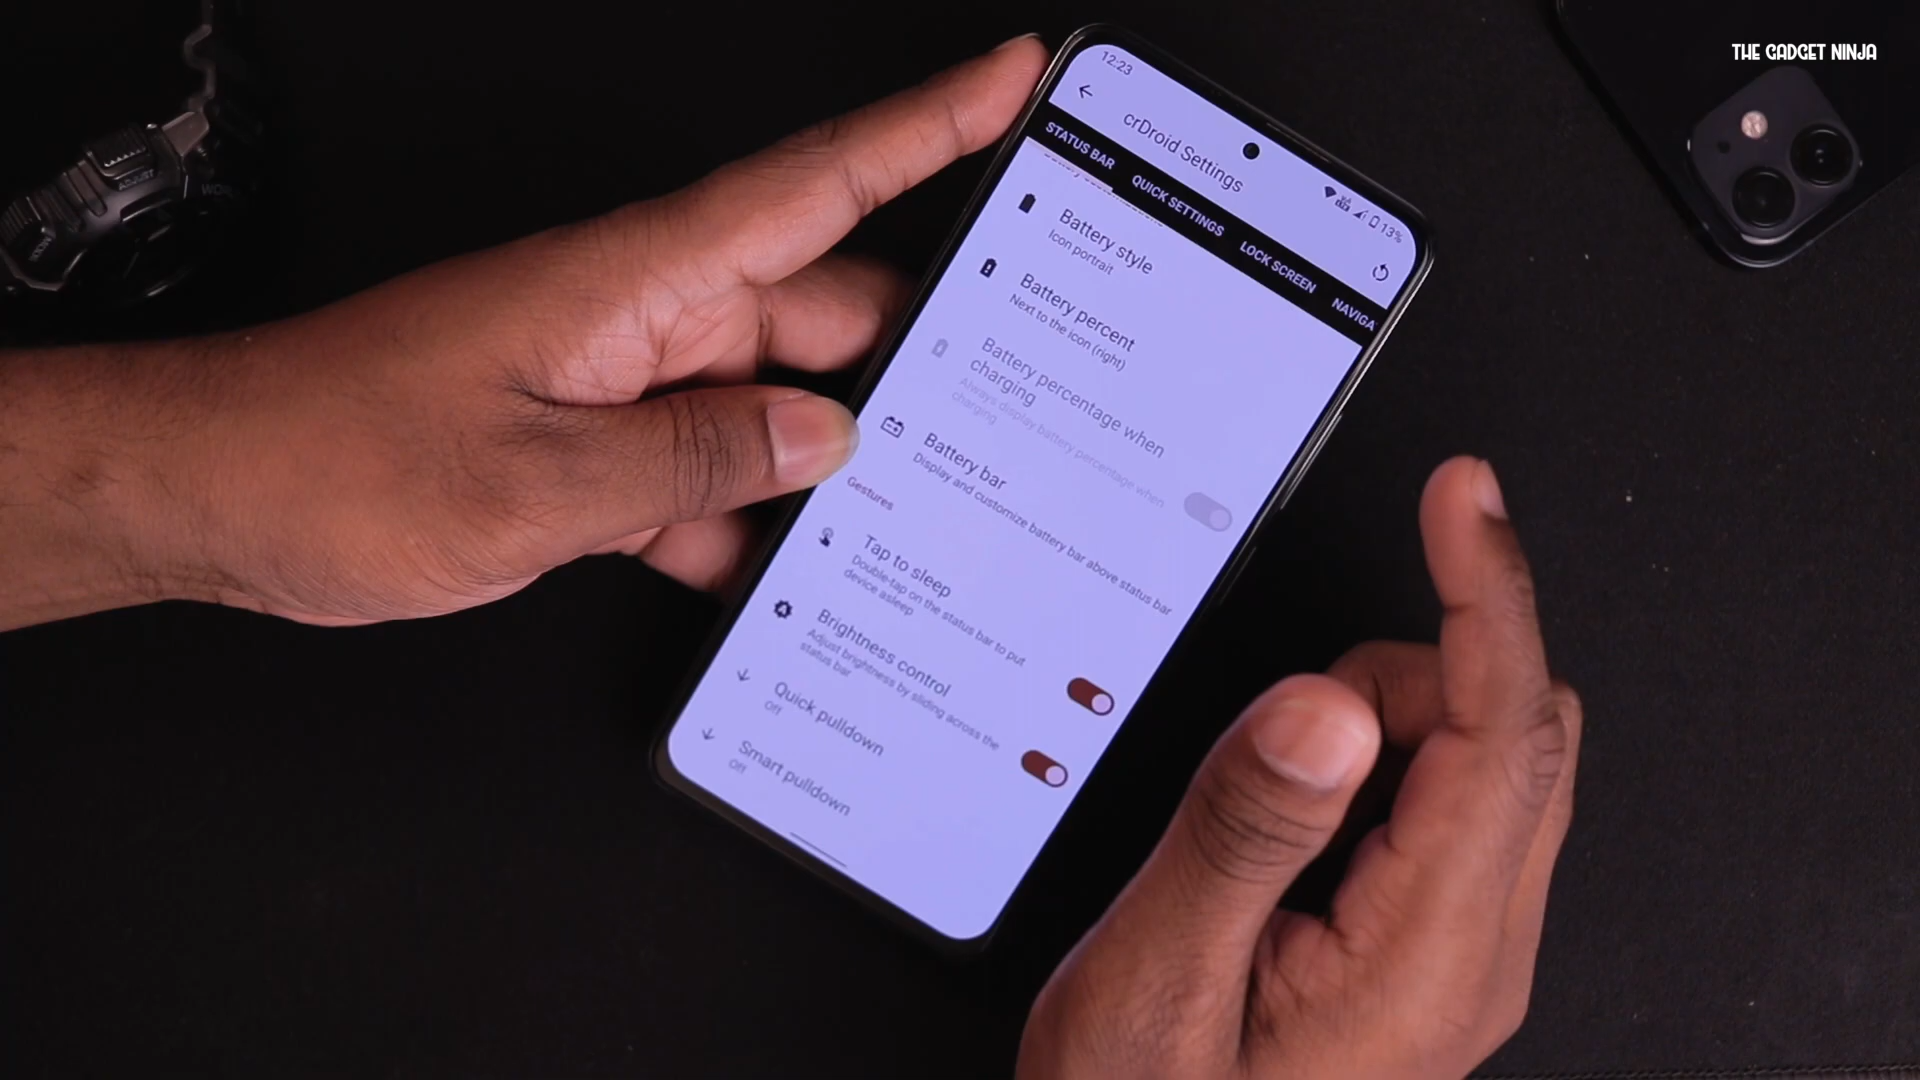 THE GADGET NINJA
12:23
13%
crDroid Settings
STATUS BAR
QUICK SETTINGS
LOCK SCREEN
NAVIGA
Battery style
Icon portrait
Battery percent
Next to the icon (right)
Battery percentage when
charging
Always display battery percentage when
charging
Battery bar
Display and customize battery bar above status bar
Gestures
Tap to sleep
Double-tap on the status bar to put
device asleep
Brightness control
Adjust brightness by sliding across the
status bar
Quick pulldown
Off
Smart pulldown
Off
ADJUST
MODE